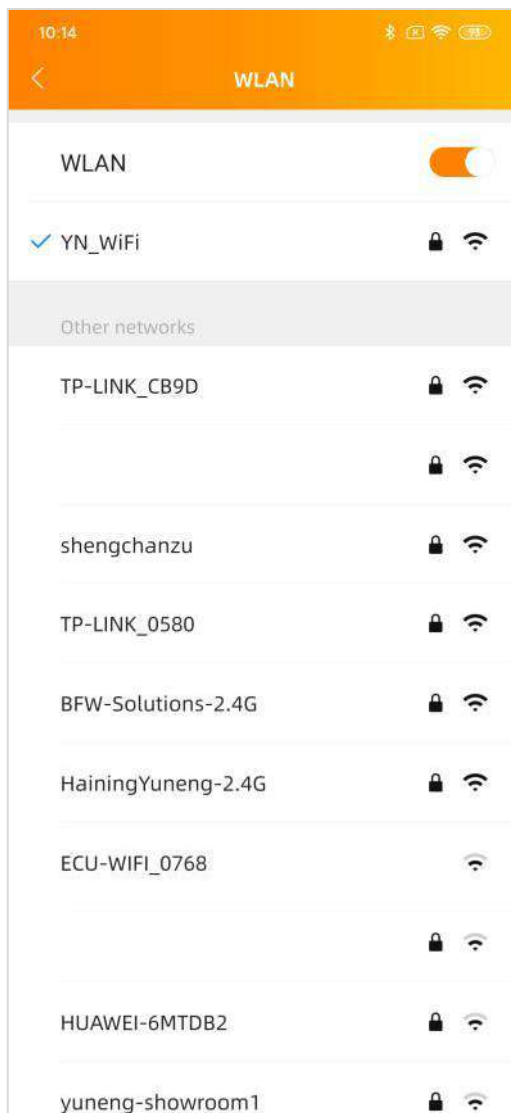 10:14
93
WLAN
WLAN
YN_WiFi
Other networks
TP-LINK_CB9D
shengchanzu
TP-LINK_0580
BFW-Solutions-2.4G
HainingYuneng-2.4G
ECU-WIFI_0768
HUAWEI-6MTDB2
yuneng-showroom1